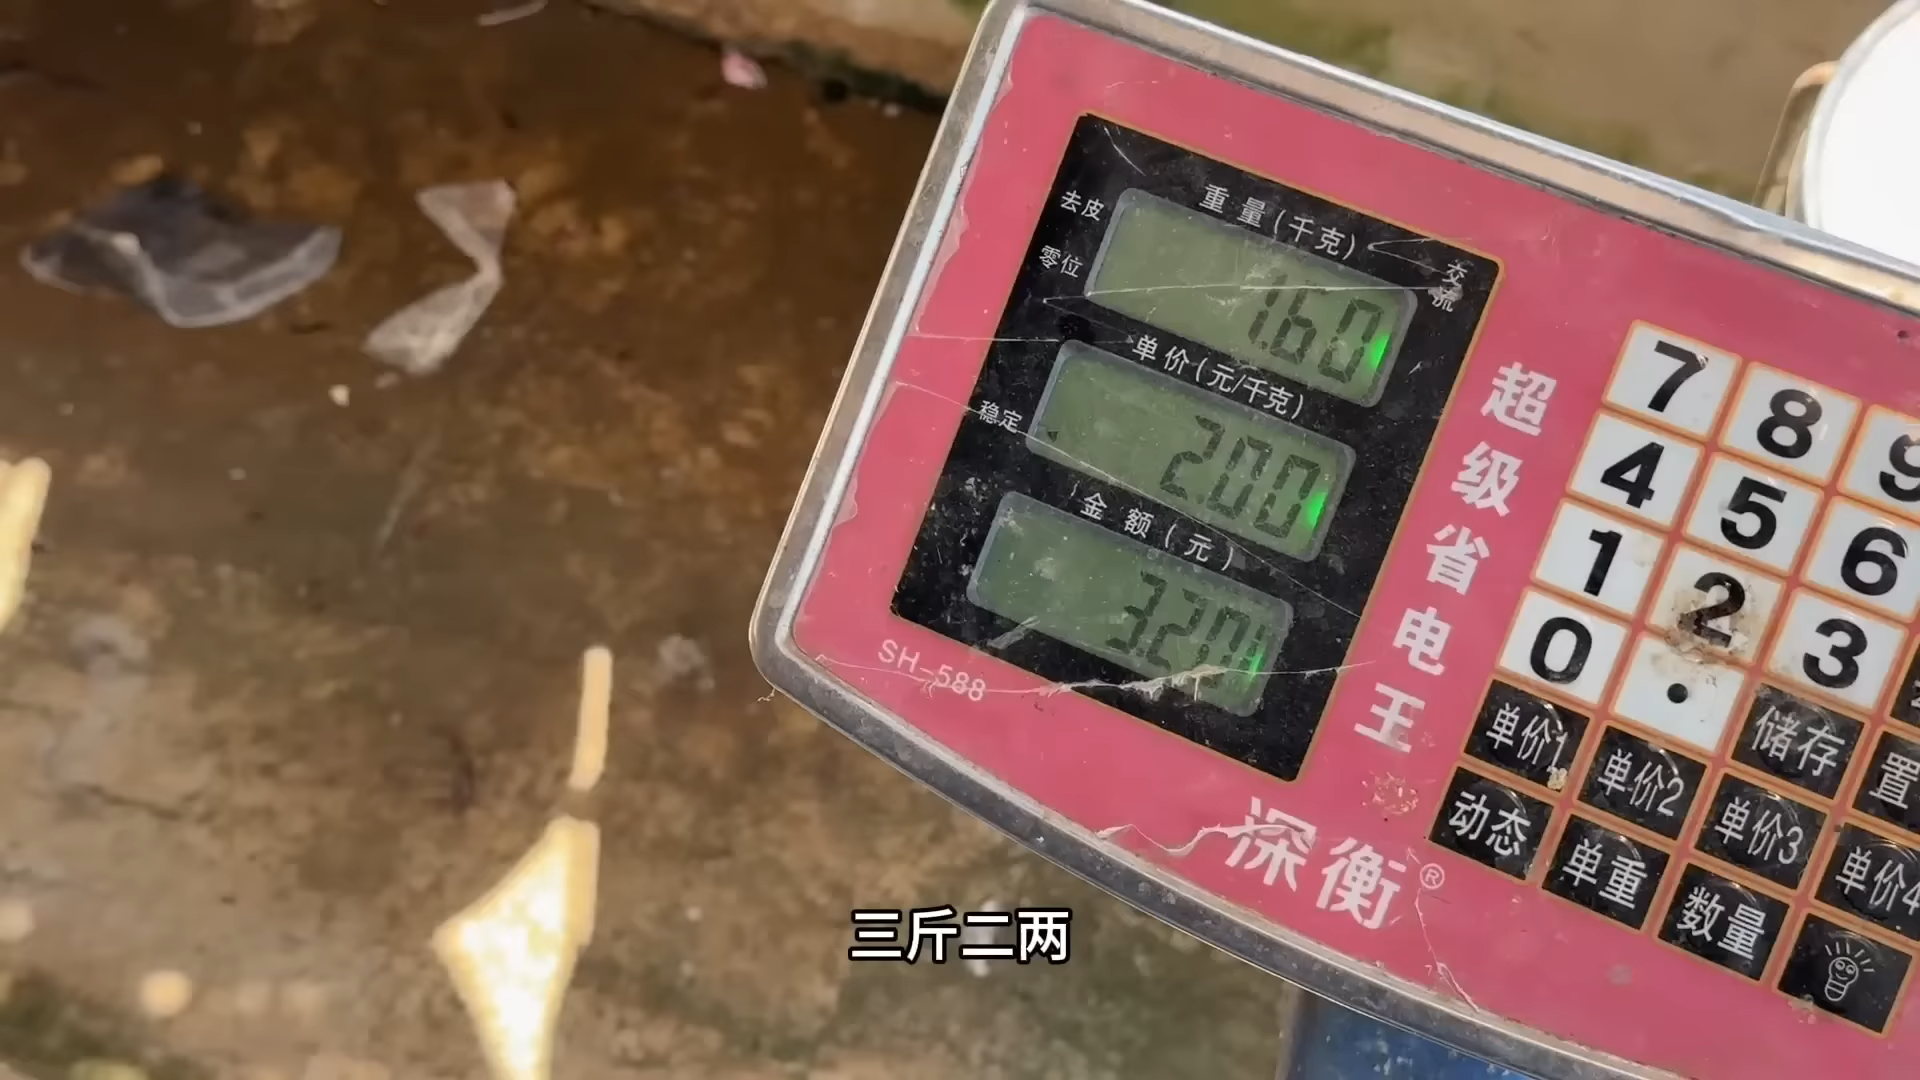 去皮
重量(千克)
交流
零位
1.60
单价(元/千克)
稳定
2.00
金额(元)
3.20
SH-588
超级省电王
深衡®
7 8 9
4 5 6
1 2 3
0 .
单价1 单价2 储存 置
动态 单重 单价3 单价4
数量
三斤二两